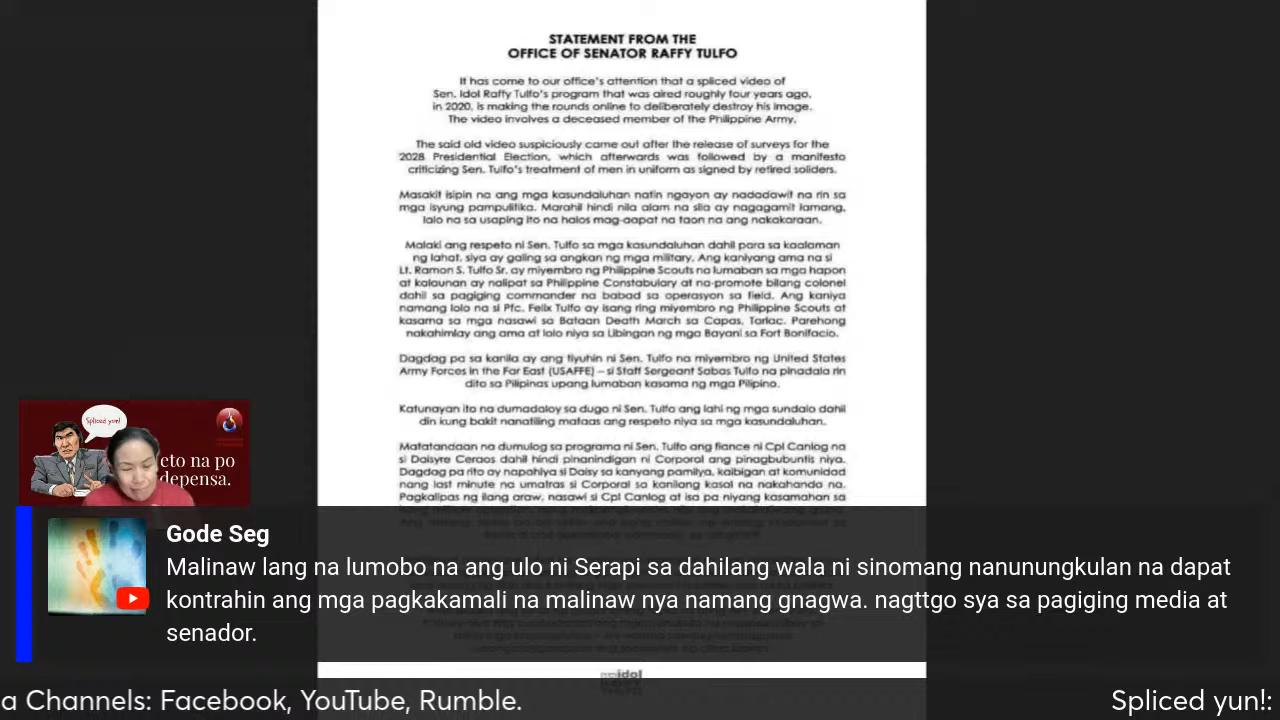 STATEMENT FROM THE
OFFICE OF SENATOR RAFFY TULFO
It has come to our office's attention that a spliced video of
Sen. Idol Raffy Tulfo's program that was aired roughly four years ago,
in 2020, is making the rounds online to deliberately destroy his image.
The video involves a deceased member of the Philippine Army.
The said old video suspiciously came out after the release of surveys for the
2028 Presidential Election, which afterwards was followed by a manifesto
criticizing Sen. Tulfo's treatment of men in uniform as signed by retired soliders.
Masakit isipin na ang mga kasundaluhan natin ngayon ay nadadawit na rin sa
mga isyung pampulitika. Marahil hindi nila alam na sila ay nagagamit lamang,
lalo na sa usaping ito na halos mag-aapat na taon na ang nakakaraan.
Malaki ang respeto ni Sen. Tulfo sa mga kasundaluhan dahil para sa kaalaman
ng lahat, siya ay galing sa angkan ng mga military. Ang kaniyang ama na si
Lt. Ramon S. Tulfo Sr. ay miyembro ng Philippine Scouts na lumaban sa mga hapon
at kalaunan ay nalipat sa Philippine Constabulary at na-promote bilang colonel
dahil sa pagiging commander na babad sa operasyon sa field. Ang kaniya
namang lolo na si Pfc. Felix Tulfo ay isang ring miyembro ng Philippine Scouts at
kasama sa mga nasawi sa Bataan Death March sa Capas, Tarlac. Parehong
nakahimlay ang ama at lolo niya sa Libingan ng mga Bayani sa Fort Bonifacio.
Dagdag pa sa kanila ay ang tiyuhin ni Sen. Tulfo na miyembro ng United States
Army Forces in the Far East (USAFFE) – si Staff Sergeant Sabas Tulfo na pinadala rin
dito sa Pilipinas upang lumaban kasama ng mga Pilipino.
Katunayan ito na dumadaloy sa dugo ni Sen. Tulfo ang lahi ng mga sundalo dahil
din kung bakit nanatiling mataas ang respeto niya sa mga kasundaluhan.
Matatandaan na dumulog sa programa ni Sen. Tulfo ang fiance ni Cpl Canlog na
si Daisyre Ceraos dahil hindi pinanindigan ni Corporal ang pinagbubuntis niya.
Dagdag pa rito ay napahiya si Daisy sa kanyang pamilya, kaibigan at komunidad
nang last minute na umatras si Corporal sa kanilang kasal na nakahanda na.
Pagkalipas ng ilang araw, nasawi si Cpl Canlog at isa pa niyang kasamahan sa
Spliced yun!
eto na po
depensa.
Gode Seg
Malinaw lang na lumobo na ang ulo ni Serapi sa dahilang wala ni sinomang nanunungkulan na dapat
kontrahin ang mga pagkakamali na malinaw nya namang gnagwa. nagttgo sya sa pagiging media at
senador.
idol
a Channels: Facebook, YouTube, Rumble.
Spliced yun!: